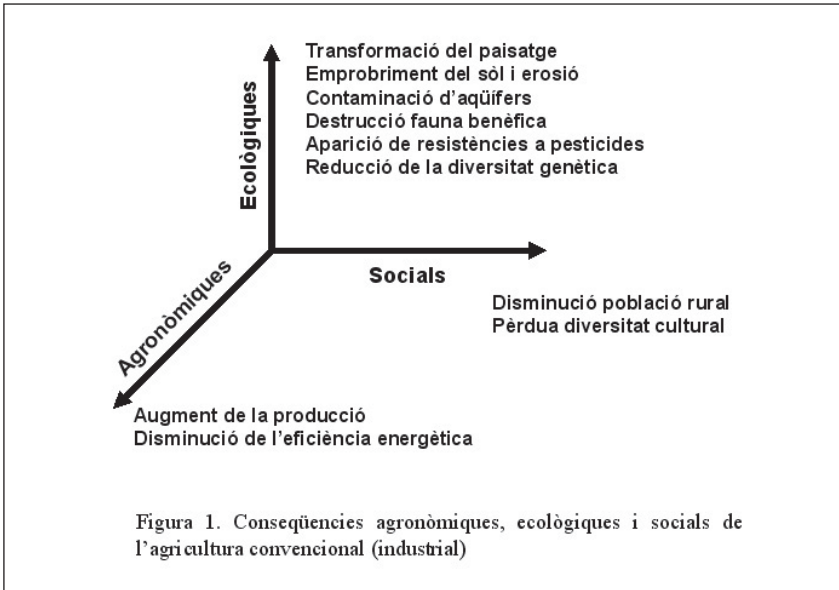 Transformació del paisatge
Emprobriment del sòl i erosió
Contaminació d'aqüífers
Destrucció fauna benèfica
Aparició de resistències a pesticides
Reducció de la diversitat genètica
Ecològiques
Socials
Disminució població rural
Pèrdua diversitat cultural
Agronòmiques
Augment de la producció
Disminució de l'eficiència energètica
Figura 1. Conseqüencies agronòmiques, ecològiques i socials de
l'agricultura convencional (industrial)